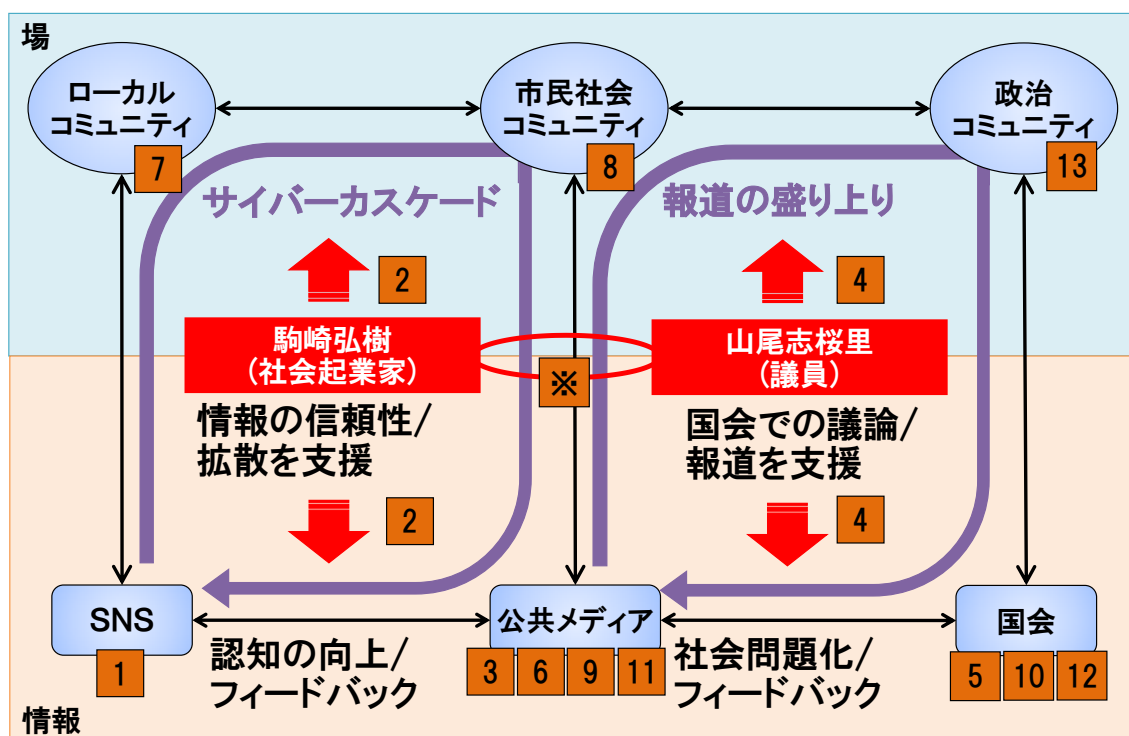 場
ローカル
コミュニティ
7
市民社会
コミュニティ
8
政治
コミュニティ
13
サイバーカスケード
報道の盛り上り
2
4
駒崎弘樹
(社会起業家)
※
山尾志桜里
(議員)
情報の信頼性/
拡散を支援
国会での議論/
報道を支援
2
4
SNS
1
認知の向上/
フィードバック
公共メディア
3 6 9 11
社会問題化/
フィードバック
国会
5 10 12
情報